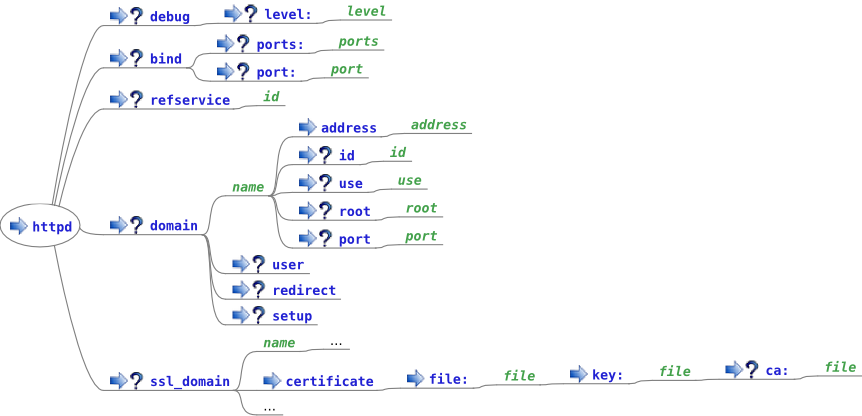 debug level: level
bind ports: ports
port: port
refservice id
httpd
domain name address address
id id
use use
root root
port port
user
redirect
setup
ssl_domain name ...
certificate file: file key: file ca: file
...